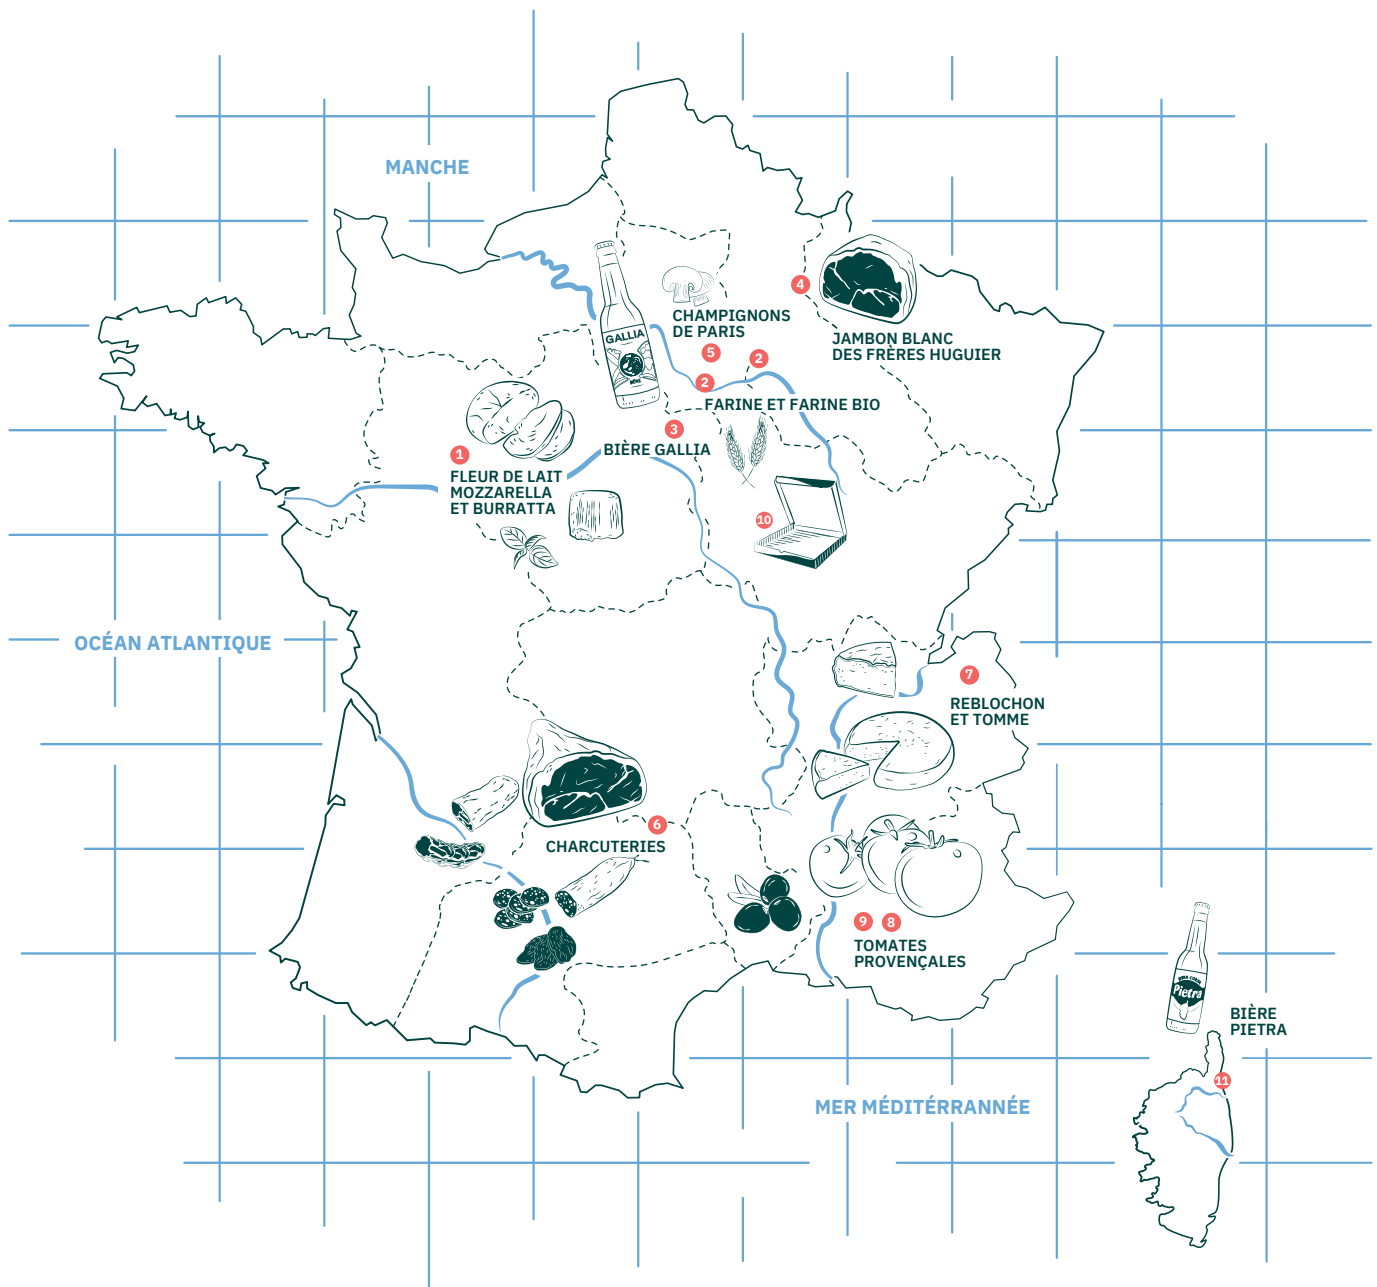 MANCHE
GALLIA
BIÈRE
CHAMPIGNONS
DE PARIS
5
4
JAMBON BLANC
DES FRÈRES HUGUIER
2
2
FARINE ET FARINE BIO
3
BIÈRE GALLIA
1
FLEUR DE LAIT
MOZZARELLA
ET BURRATTA
10
OCÉAN ATLANTIQUE
7
REBLOCHON
ET TOMME
6
CHARCUTERIES
9
8
TOMATES
PROVENÇALES
Pietra
BIÈRE
PIETRA
11
MER MÉDITÉRRANNÉE